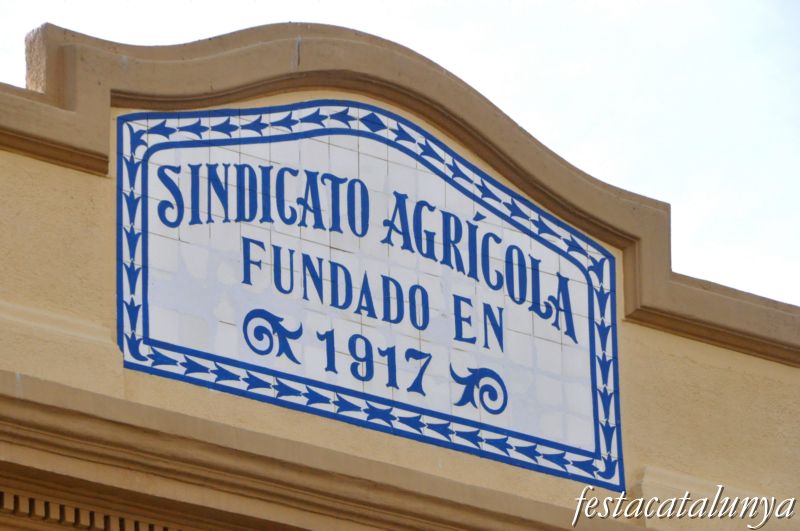 SINDICATO AGRÍCOLA
FUNDADO EN
1917
festacatalunya